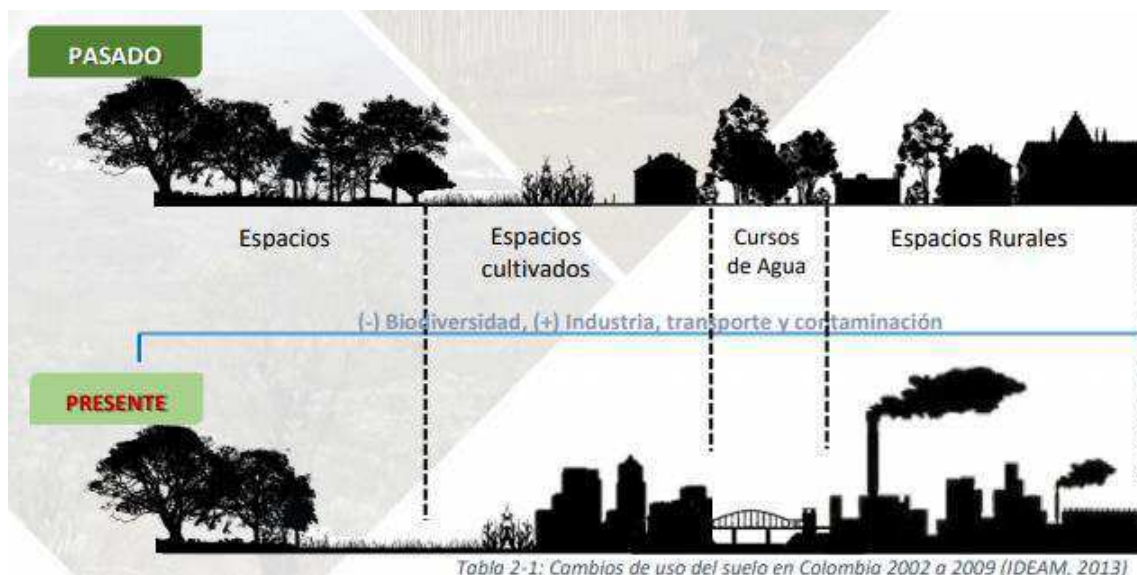 PASADO
Espacios
Espacios
cultivados
Cursos
de Agua
Espacios Rurales
(-) Biodiversidad, (+) Industria, transporte y contaminación
PRESENTE
Tabla 2-1: Cambios de uso del suelo en Colombia 2002 a 2009 (IDEAM, 2013)